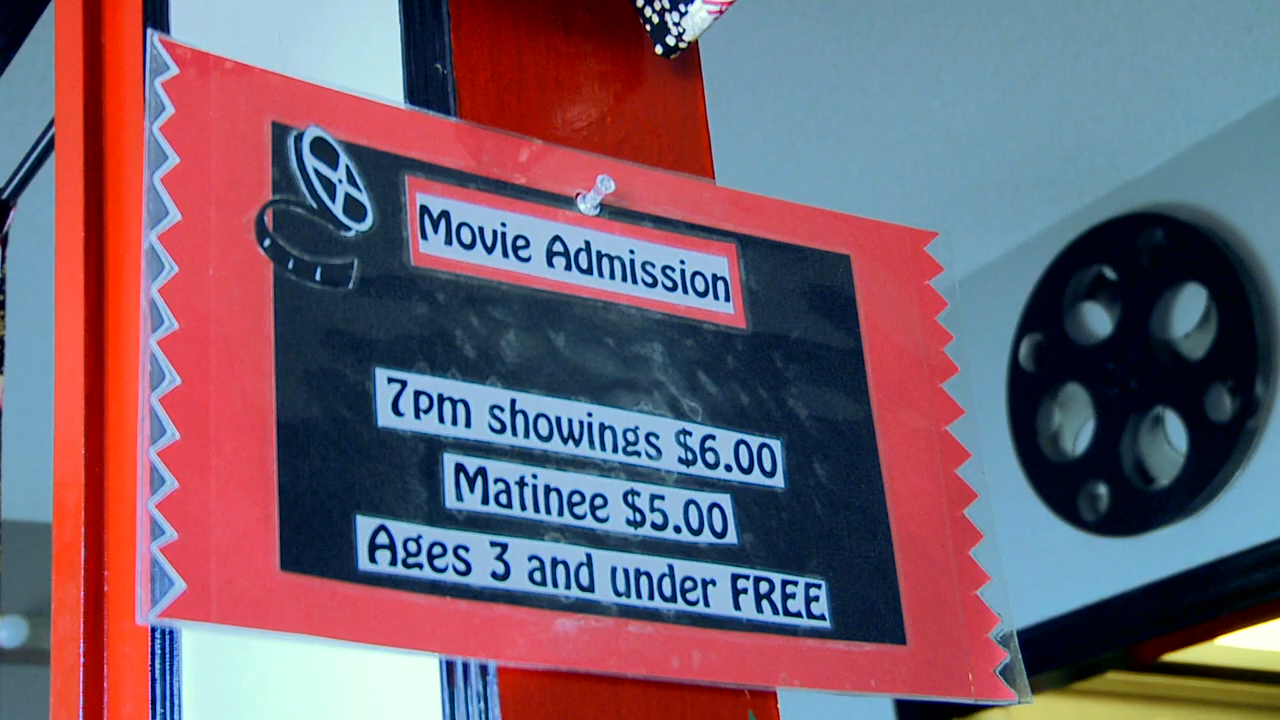 Movie Admission
7pm showings $6.00
Matinee $5.00
Ages 3 and under FREE